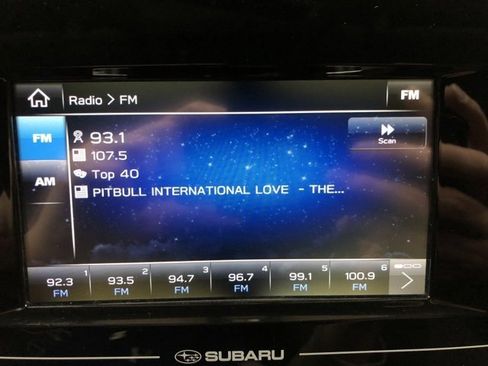 Radio > FM FM
FM
93.1
107.5
Scan
AM
Top 40
PITBULL INTERNATIONAL LOVE - THE...
1 2 3 4 5 6
92.3 93.5 94.7 96.7 99.1 100.9
FM FM FM FM FM FM
SUBARU